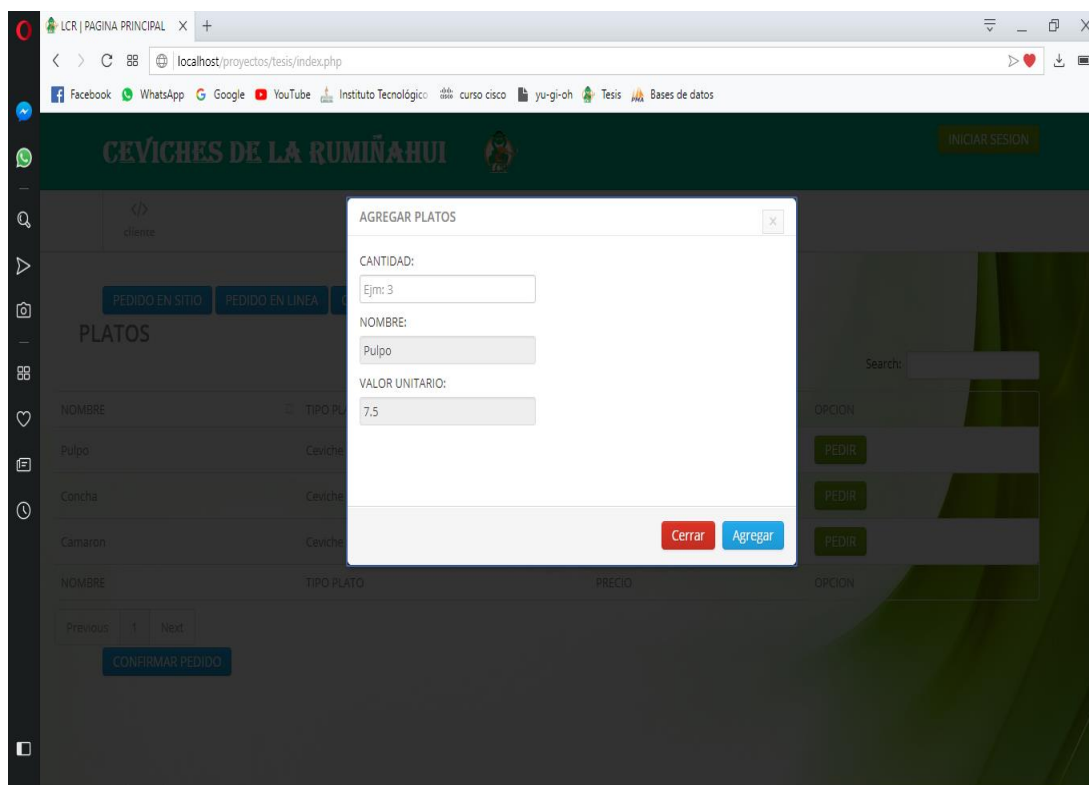 LCR | PAGINA PRINCIPAL
localhost/proyectos/tesis/index.php
Facebook WhatsApp Google YouTube Instituto Tecnológico curso cisco yu-gi-oh Tesis Bases de datos
CEVICHES DE LA RUMIÑAHUI
INICIAR SESION
</>
cliente
AGREGAR PLATOS
CANTIDAD:
Ejm: 3
NOMBRE:
Pulpo
VALOR UNITARIO:
7.5
Cerrar Agregar
PEDIDO EN SITIO PEDIDO EN LINEA
PLATOS
Search:
NOMBRE TIPO PL OPCION
Pulpo Ceviche PEDIR
Concha Ceviche PEDIR
Camaron Ceviche PEDIR
NOMBRE TIPO PLATO PRECIO OPCION
Previous 1 Next
CONFIRMAR PEDIDO